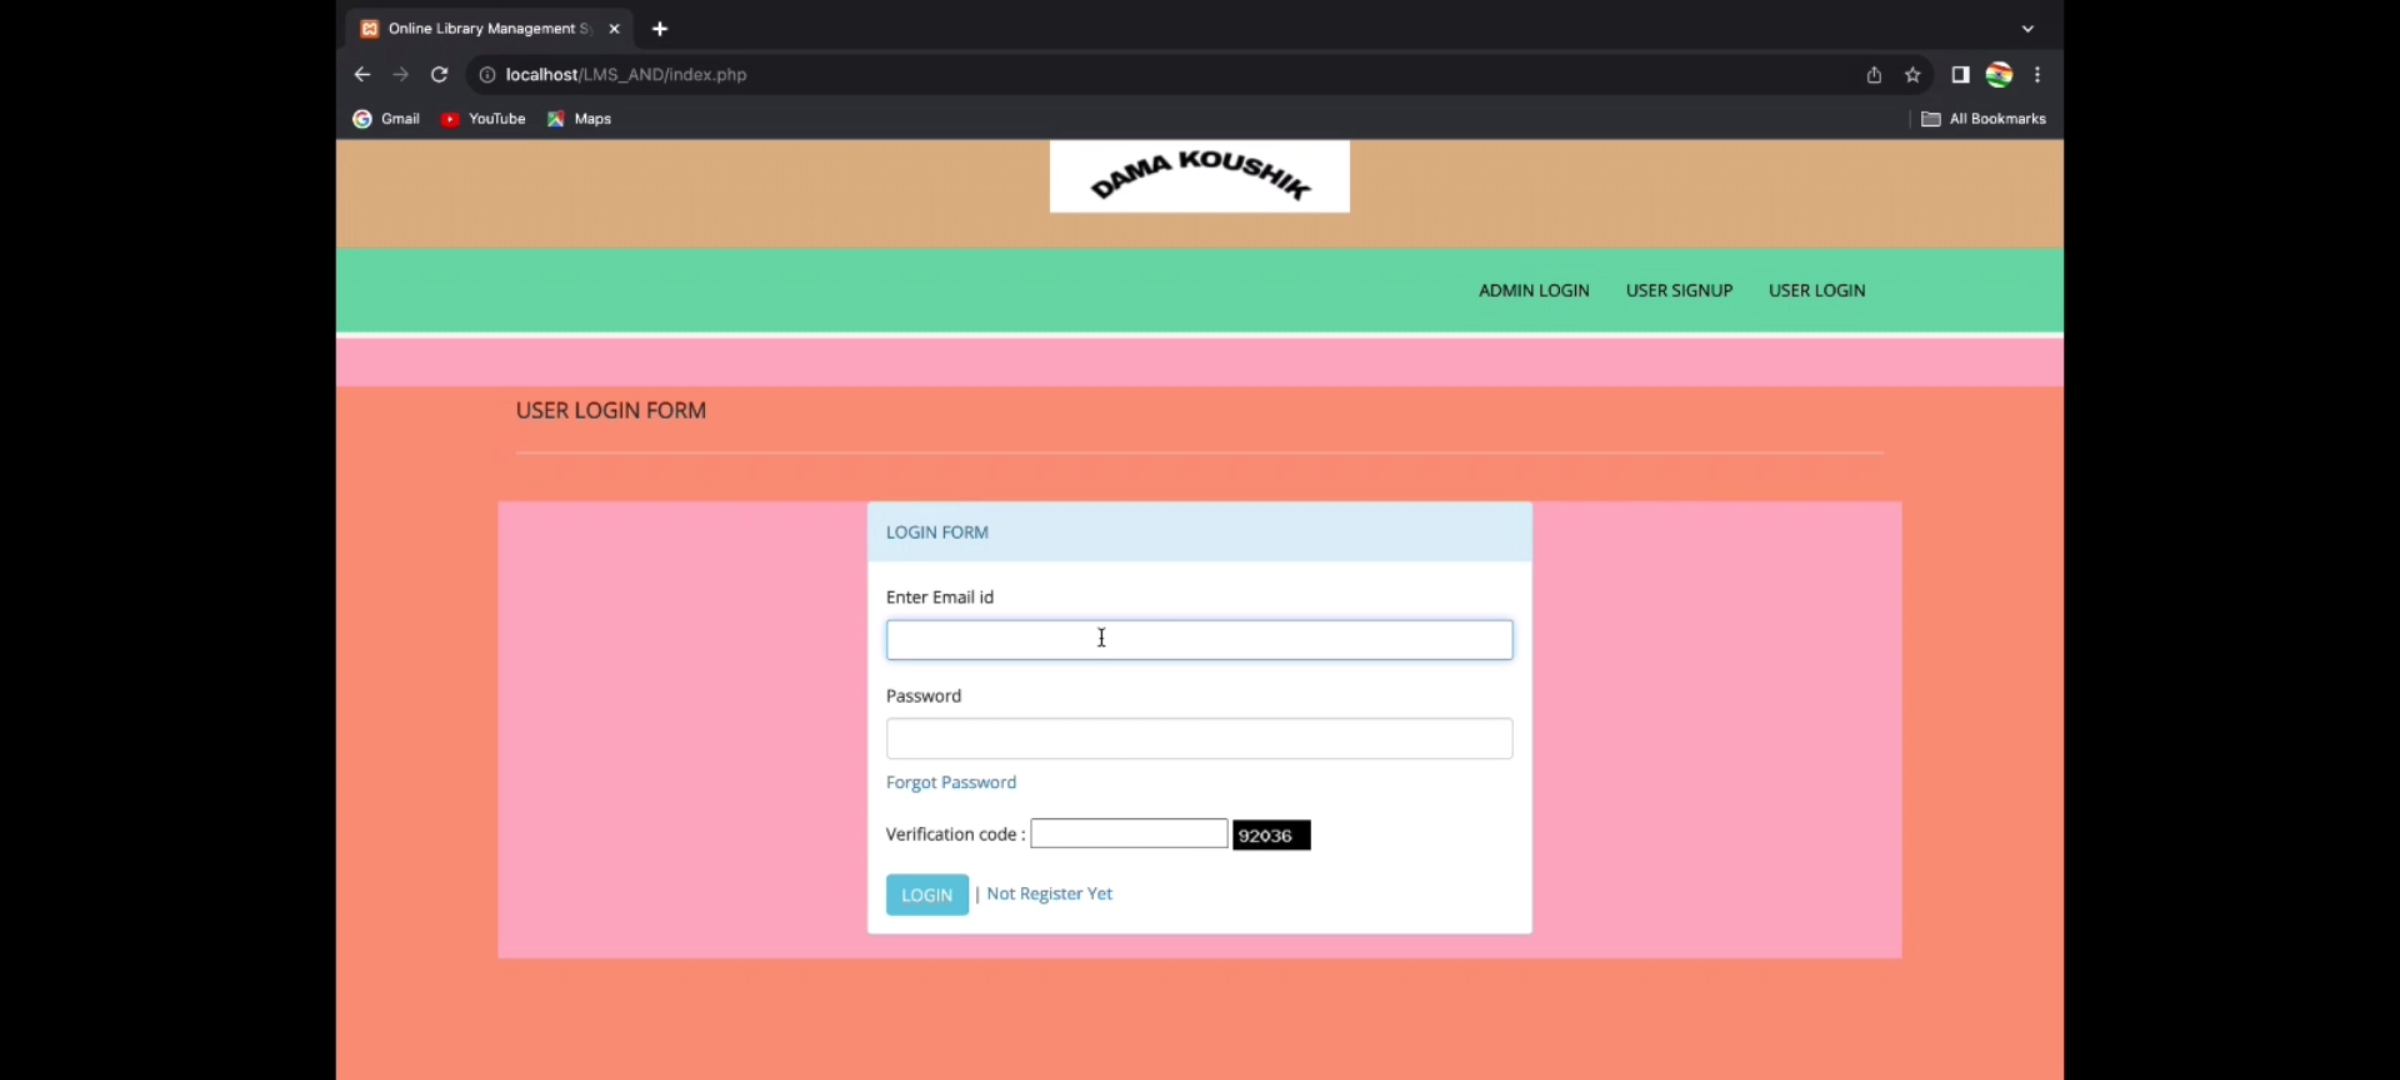 Online Library Management S
localhost/LMS_AND/index.php
Gmail YouTube Maps All Bookmarks
DAMA KOUSHIK
ADMIN LOGIN USER SIGNUP USER LOGIN
USER LOGIN FORM
LOGIN FORM
Enter Email id
Password
Forgot Password
Verification code : 92036
LOGIN | Not Register Yet